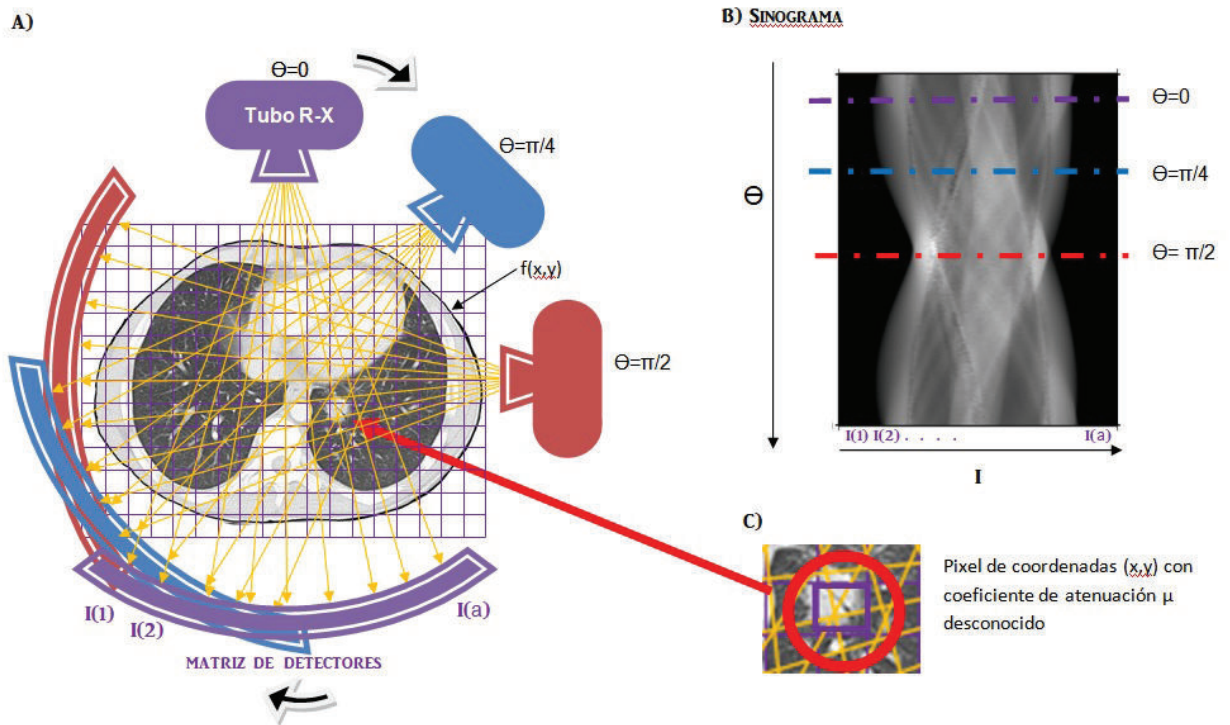 A)
Ɵ=0
Tubo R-X
Ɵ=π/4
f(x,y)
Ɵ=π/2
I(1)
I(2)
I(a)
MATRIZ DE DETECTORES
B) SINOGRAMA
Ɵ
Ɵ=0
Ɵ=π/4
Ɵ= π/2
I(1) I(2) . . . . I(a)
I
C)
Pixel de coordenadas (x,y) con
coeficiente de atenuación μ
desconocido